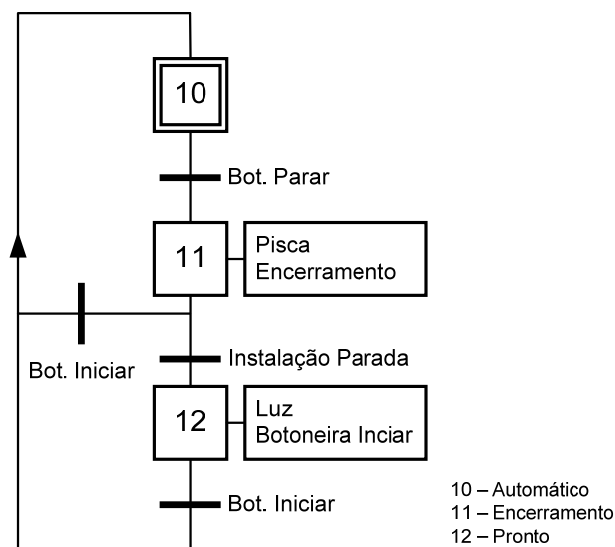 10
Bot. Parar
11
Pisca
Encerramento
Bot. Iniciar
Instalação Parada
12
Luz
Botoneira Inciar
Bot. Iniciar
10 – Automático
11 – Encerramento
12 – Pronto